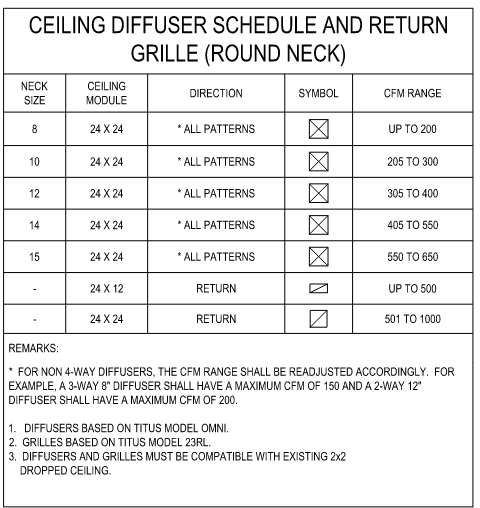 CEILING DIFFUSER SCHEDULE AND RETURN
GRILLE (ROUND NECK)
NECK SIZE CEILING MODULE DIRECTION SYMBOL CFM RANGE
8 24 X 24 * ALL PATTERNS UP TO 200
10 24 X 24 * ALL PATTERNS 205 TO 300
12 24 X 24 * ALL PATTERNS 305 TO 400
14 24 X 24 * ALL PATTERNS 405 TO 550
15 24 X 24 * ALL PATTERNS 550 TO 650
- 24 X 12 RETURN UP TO 500
- 24 X 24 RETURN 501 TO 1000
REMARKS:
* FOR NON 4-WAY DIFFUSERS, THE CFM RANGE SHALL BE READJUSTED ACCORDINGLY. FOR
EXAMPLE, A 3-WAY 8" DIFFUSER SHALL HAVE A MAXIMUM CFM OF 150 AND A 2-WAY 12"
DIFFUSER SHALL HAVE A MAXIMUM CFM OF 200.
1. DIFFUSERS BASED ON TITUS MODEL OMNI.
2. GRILLES BASED ON TITUS MODEL 23RL.
3. DIFFUSERS AND GRILLES MUST BE COMPATIBLE WITH EXISTING 2x2
DROPPED CEILING.